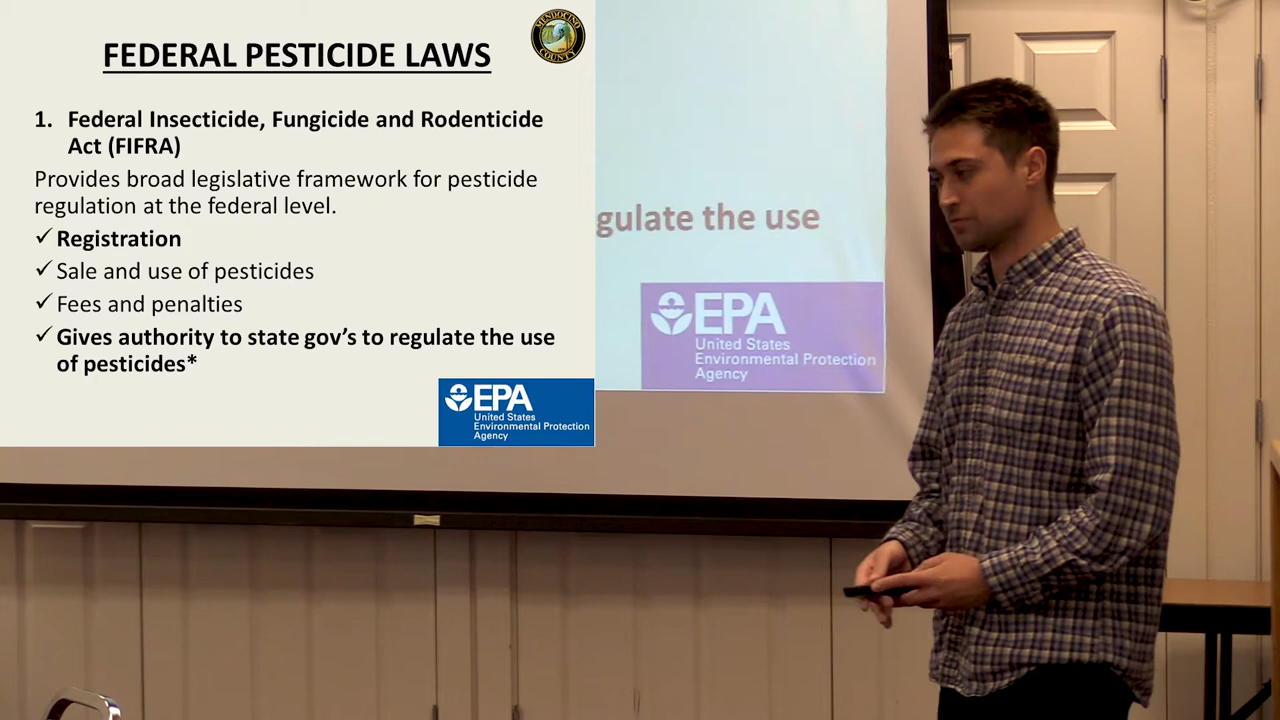 FEDERAL PESTICIDE LAWS
MENDOCINO
COUNTY
1. Federal Insecticide, Fungicide and Rodenticide
Act (FIFRA)
Provides broad legislative framework for pesticide
regulation at the federal level.
✓ Registration
✓ Sale and use of pesticides
✓ Fees and penalties
✓ Gives authority to state gov's to regulate the use
of pesticides*
EPA
United States
Environmental Protection
Agency
gulate the use
EPA
United States
Environmental Protection
Agency